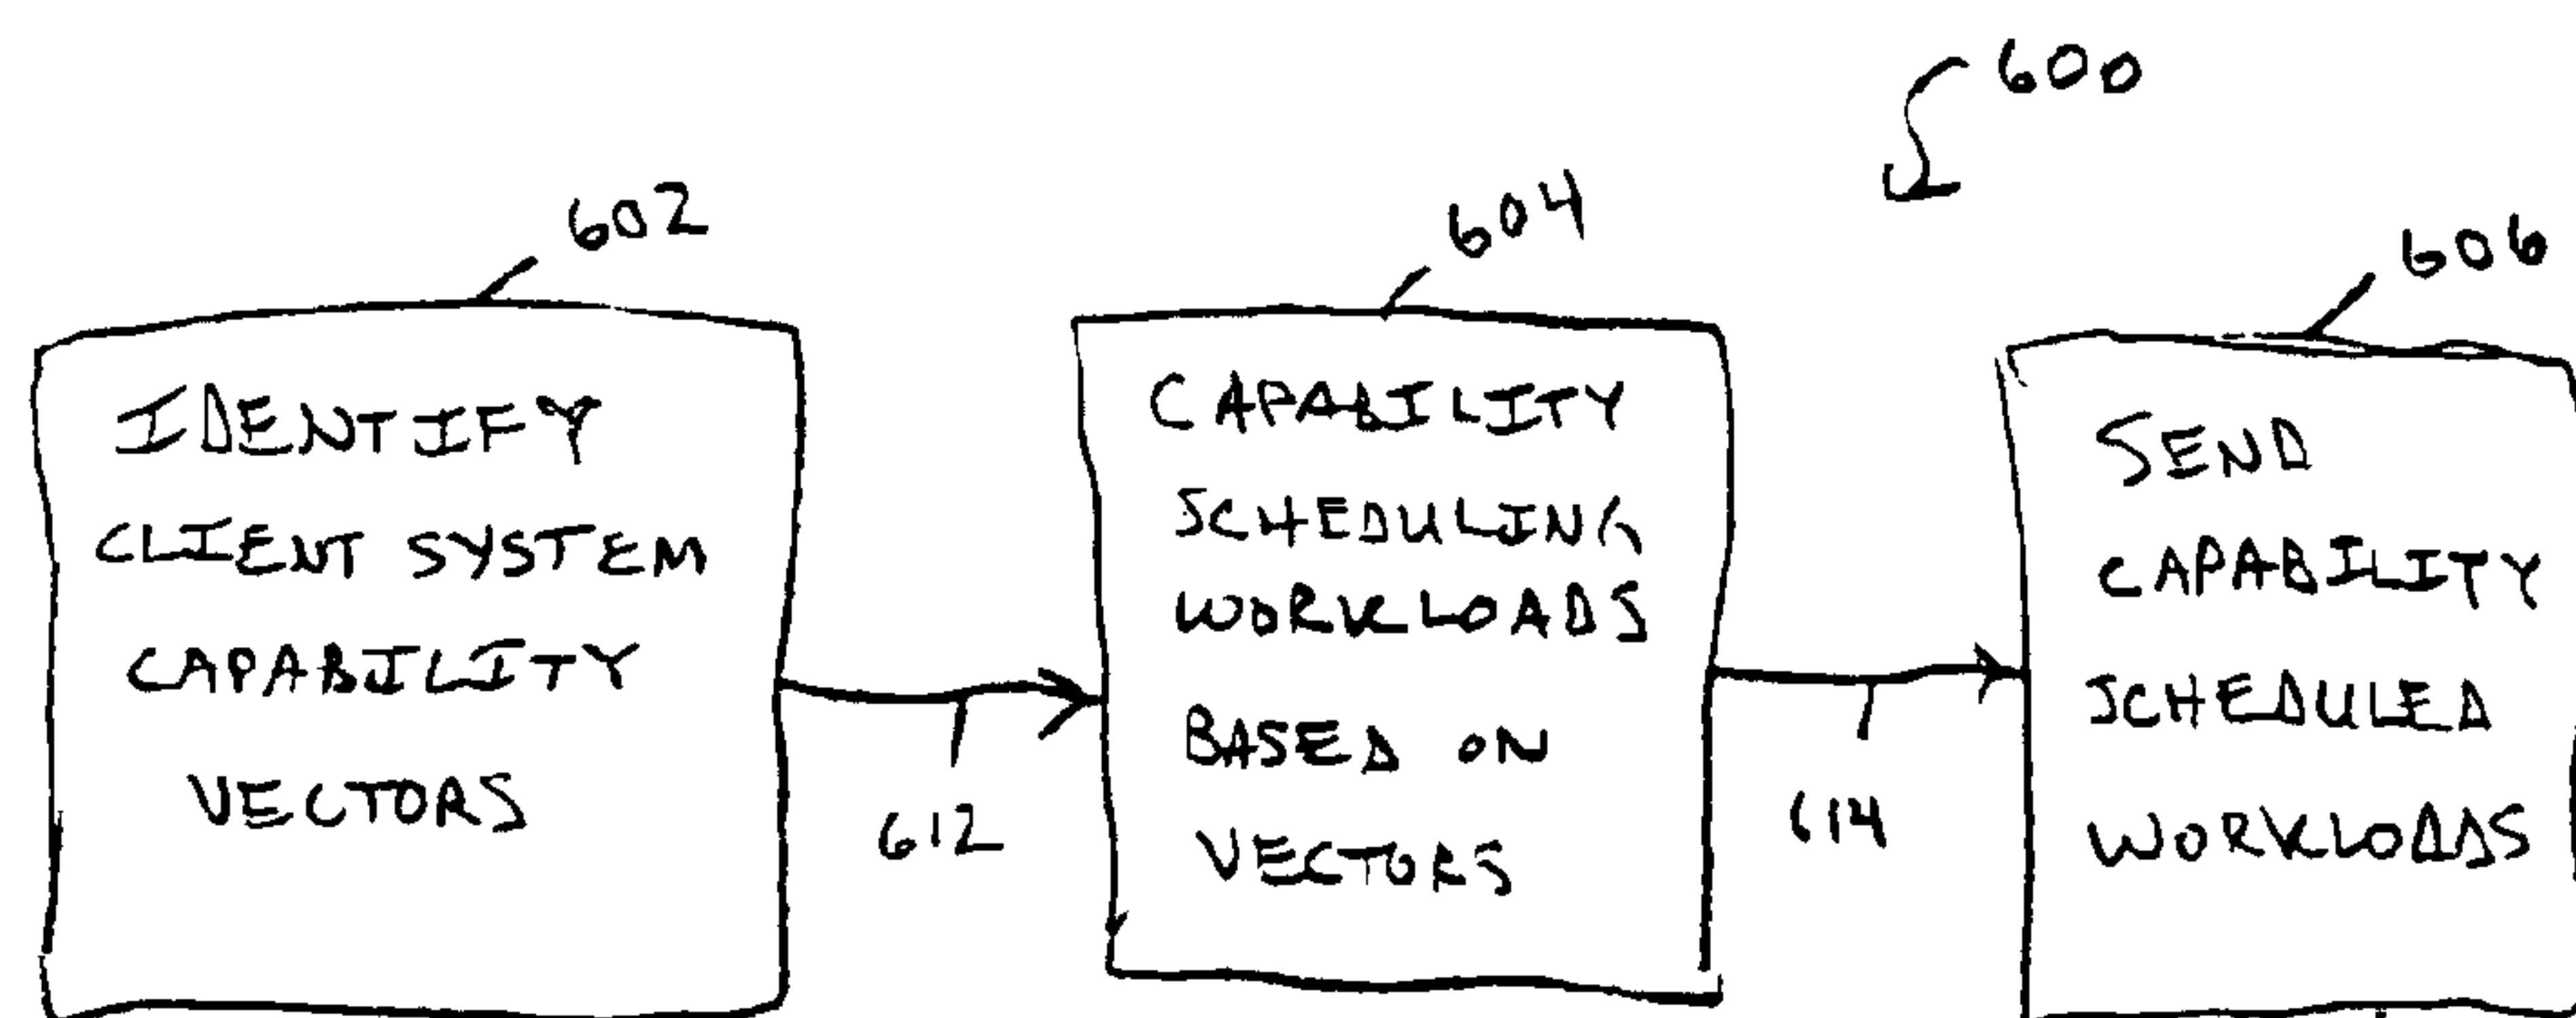 600
602
604
606
IDENTIFY
CLIENT SYSTEM
CAPABILITY
VECTORS
612
CAPABILITY
SCHEDULING
WORKLOADS
BASED ON
VECTORS
614
SEND
CAPABILITY
SCHEDULED
WORKLOADS